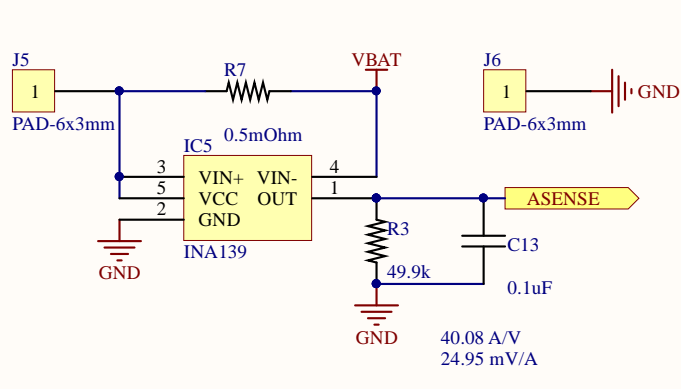 J5
1
PAD-6x3mm
R7
0.5mOhm
VBAT
J6
1
GND
PAD-6x3mm
IC5
3
VIN+
VIN-
4
5
VCC
OUT
1
2
GND
INA139
GND
ASENSE
R3
49.9k
C13
0.1uF
GND
40.08 A/V
24.95 mV/A